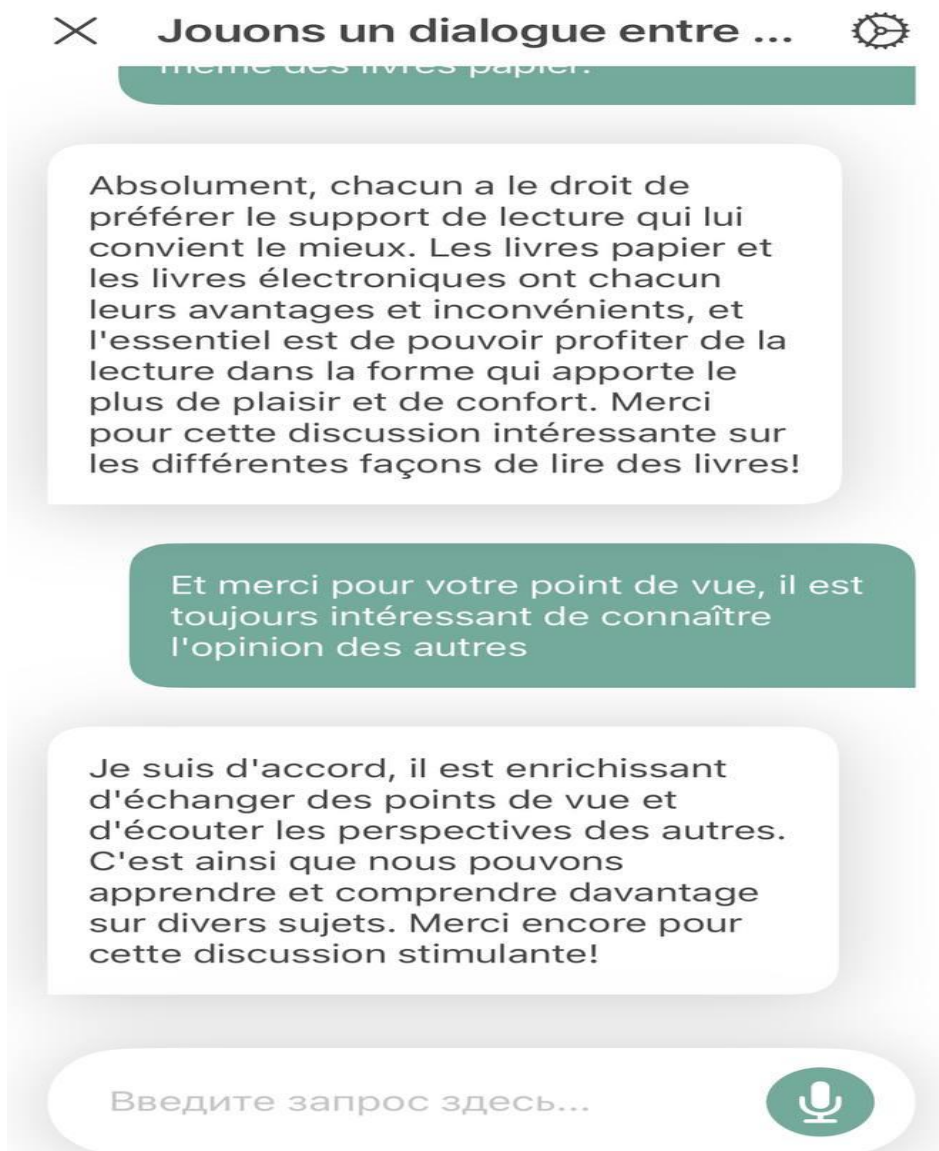 Jouons un dialogue entre ...
même des livres papier.
Absolument, chacun a le droit de
préférer le support de lecture qui lui
convient le mieux. Les livres papier et
les livres électroniques ont chacun
leurs avantages et inconvénients, et
l'essentiel est de pouvoir profiter de la
lecture dans la forme qui apporte le
plus de plaisir et de confort. Merci
pour cette discussion intéressante sur
les différentes façons de lire des livres!
Et merci pour votre point de vue, il est
toujours intéressant de connaître
l'opinion des autres
Je suis d'accord, il est enrichissant
d'échanger des points de vue et
d'écouter les perspectives des autres.
C'est ainsi que nous pouvons
apprendre et comprendre davantage
sur divers sujets. Merci encore pour
cette discussion stimulante!
Введите запрос здесь...